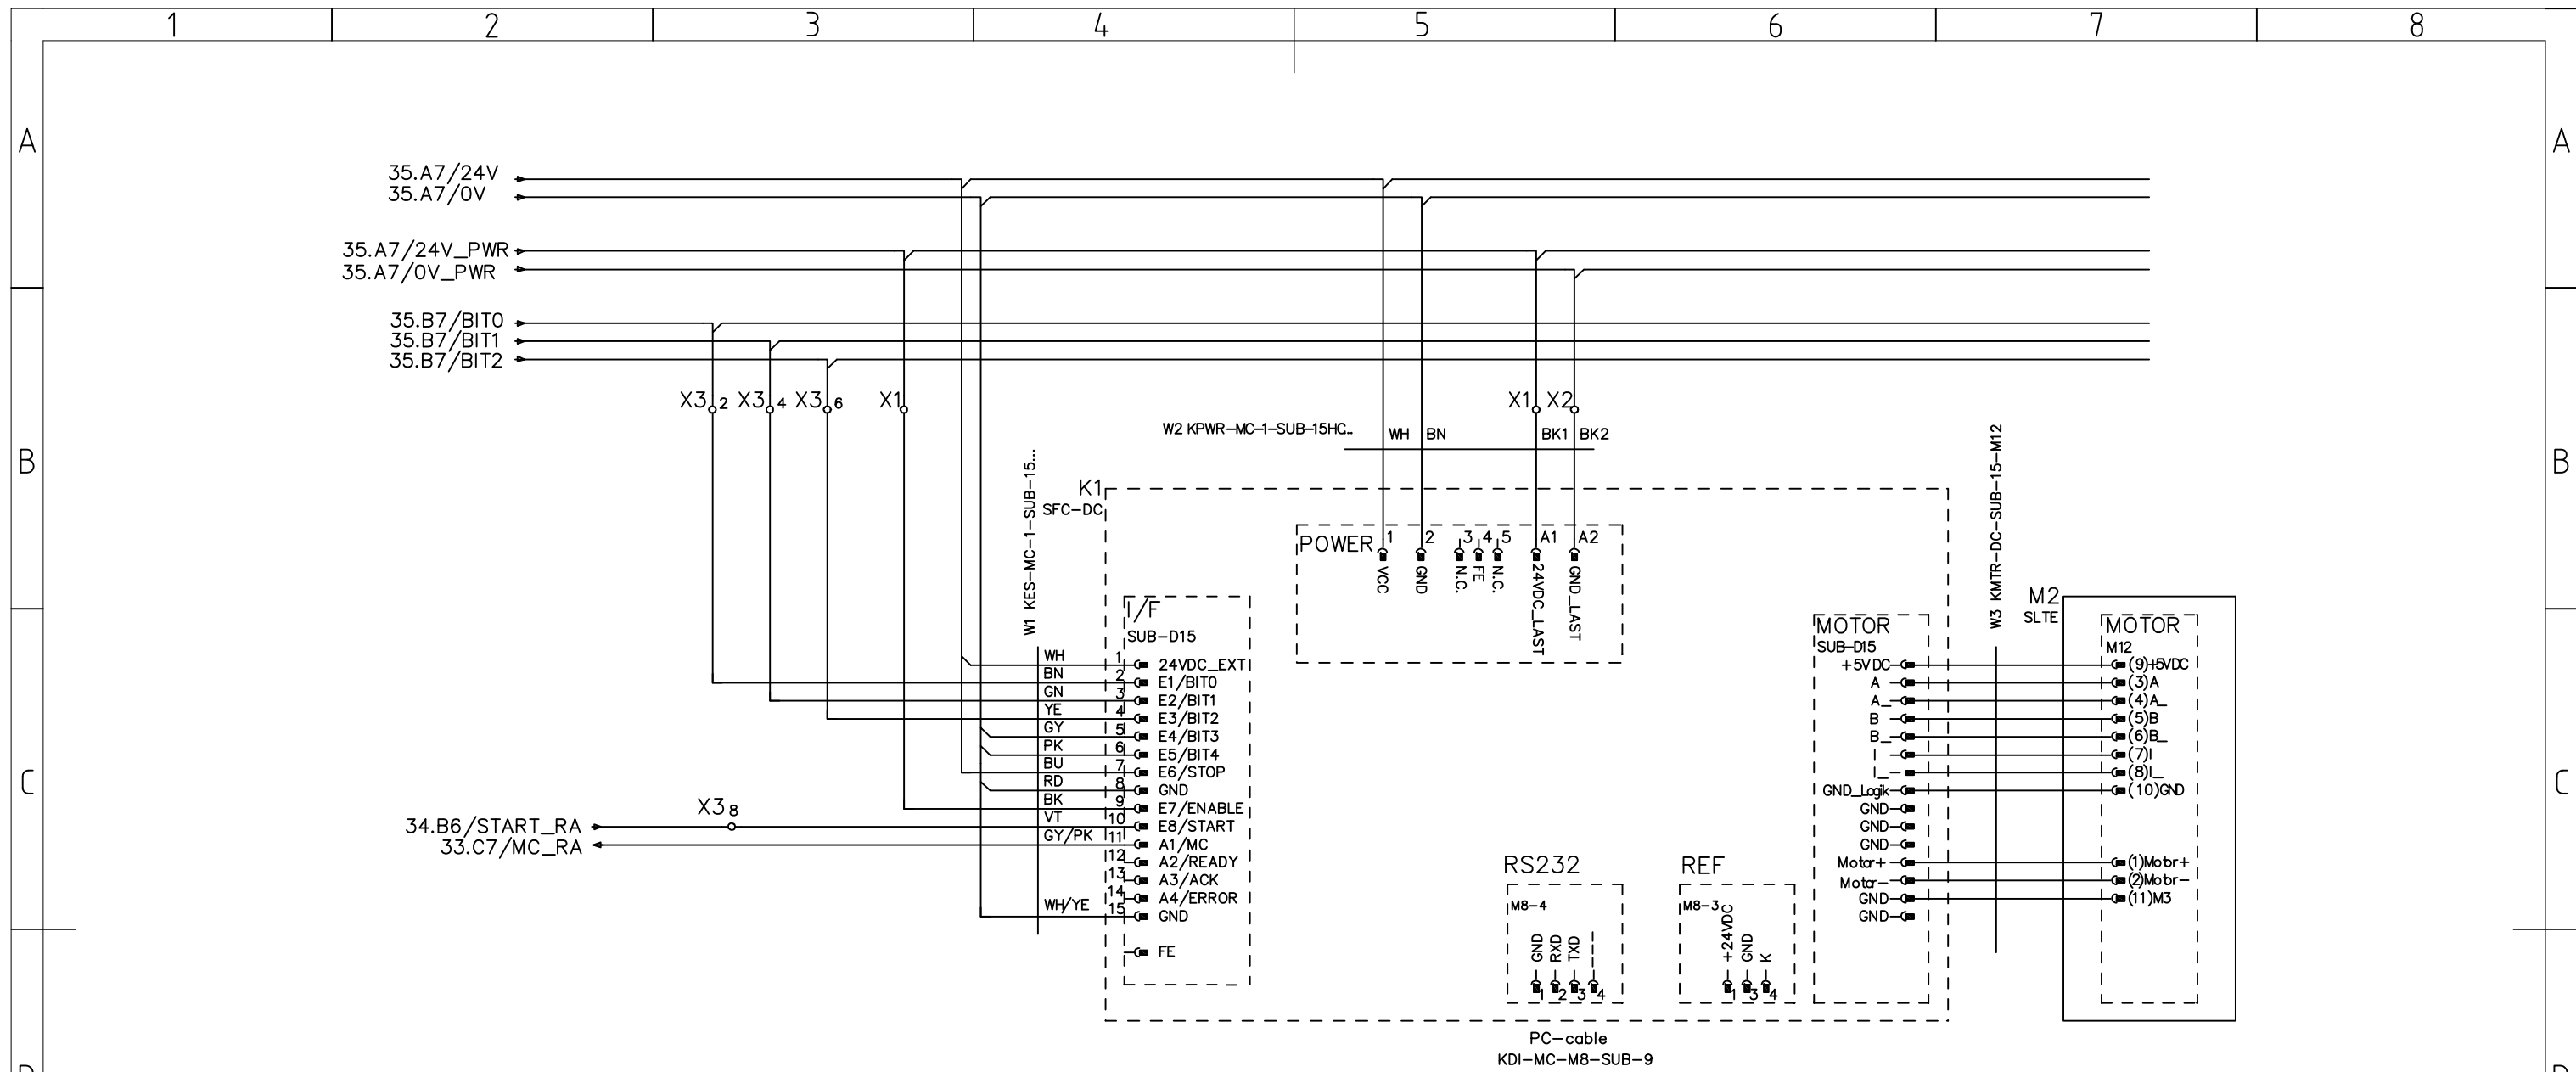 1 2 3 4 5 6 7 8
A A
35.A7/24V
35.A7/0V
35.A7/24V_PWR
35.A7/0V_PWR
35.B7/BIT0
35.B7/BIT1
35.B7/BIT2
X3 2 X3 4 X3 6 X1 X1 X2
W2 KPWR-MC-1-SUB-15HC..
WH BN BK1 BK2
B B
W1 KES-MC-1-SUB-15...
W3 KMTR-DC-SUB-15-M12
K1
SFC-DC
POWER 1 2 3 4 5 A1 A2
VCC GND N.C. FE N.C. 24VDC_LAST GND_LAST
I/F
SUB-D15
WH 1 24VDC_EXT
BN 2 E1/BIT0
GN 3 E2/BIT1
YE 4 E3/BIT2
GY 5 E4/BIT3
PK 6 E5/BIT4
BU 7 E6/STOP
RD 8 GND
BK 9 E7/ENABLE
VT 10 E8/START
GY/PK 11 A1/MC
12 A2/READY
13 A3/ACK
14 A4/ERROR
WH/YE 15 GND
FE
C C
X3 8
34.B6/START_RA
33.C7/MC_RA
MOTOR
SUB-D15
+5VDC
A
A_
B
B_
I
I_
GND_Logik
GND
GND
GND
Motor+
Motor-
GND
GND
M2
SLTE
MOTOR
M12
(9)+5VDC
(3)A
(4)A_
(5)B
(6)B_
(7)I
(8)I_
(10)GND
(1)Motor+
(2)Motor-
(11)M3
RS232
M8-4
GND RXD TXD
1 2 3 4
REF
M8-3
+24VDC GND K
1 3 4
PC-cable
KDI-MC-M8-SUB-9